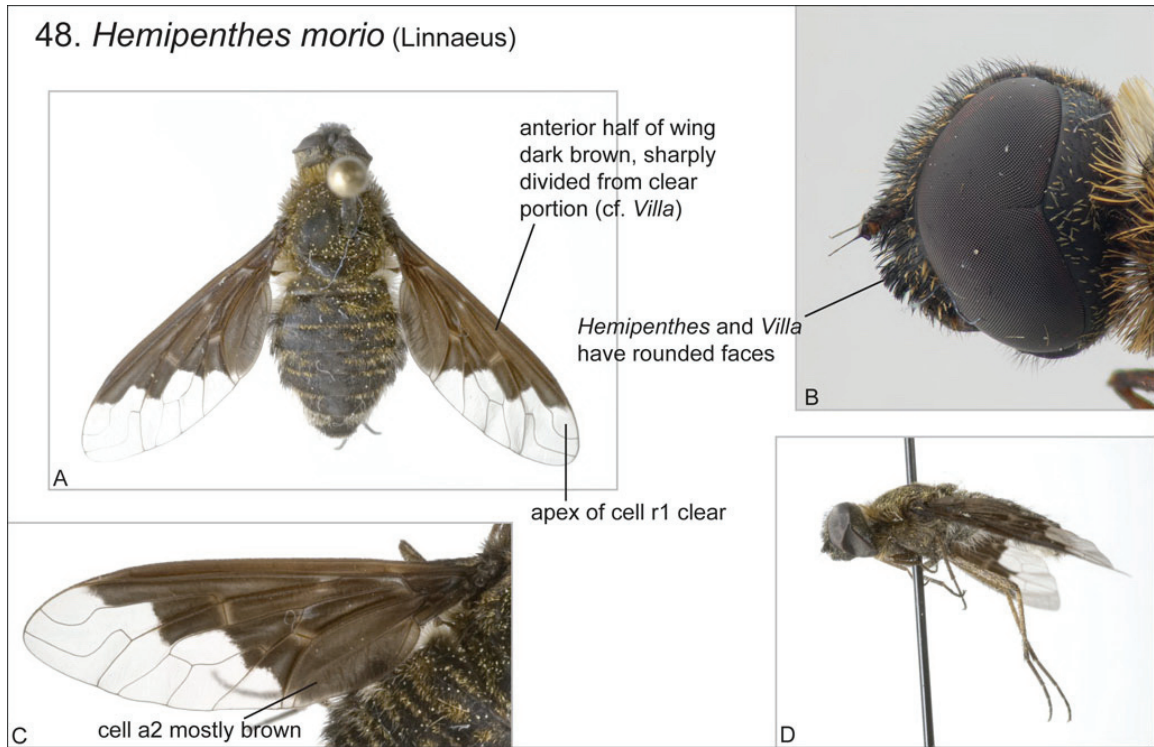 48. Hemipenthes morio (Linnaeus)
anterior half of wing
dark brown, sharply
divided from clear
portion (cf. Villa)
Hemipenthes and Villa
have rounded faces
B
A
apex of cell r1 clear
cell a2 mostly brown
C
D